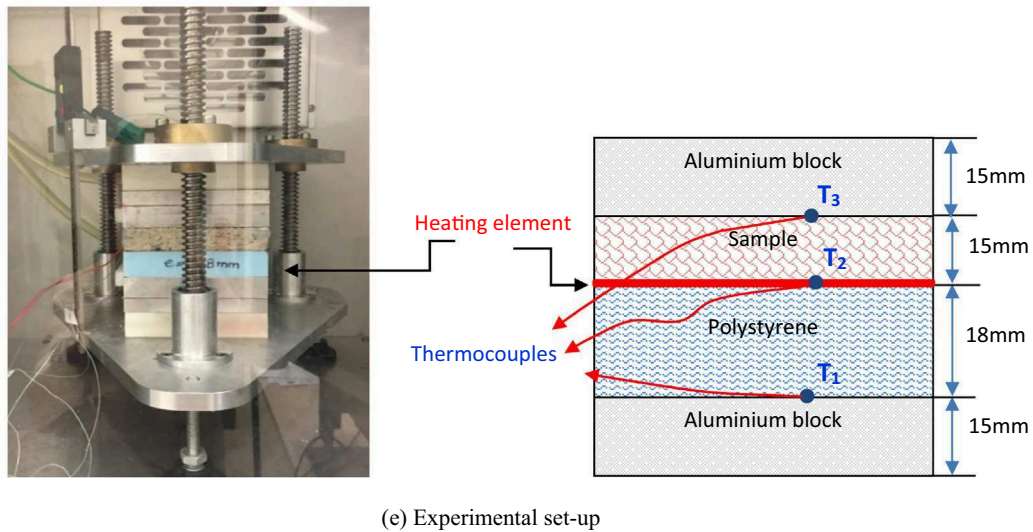 Aluminium block
15mm
T3
Heating element
Sample
15mm
T2
Polystyrene
18mm
Thermocouples
T1
Aluminium block
15mm
(e) Experimental set-up